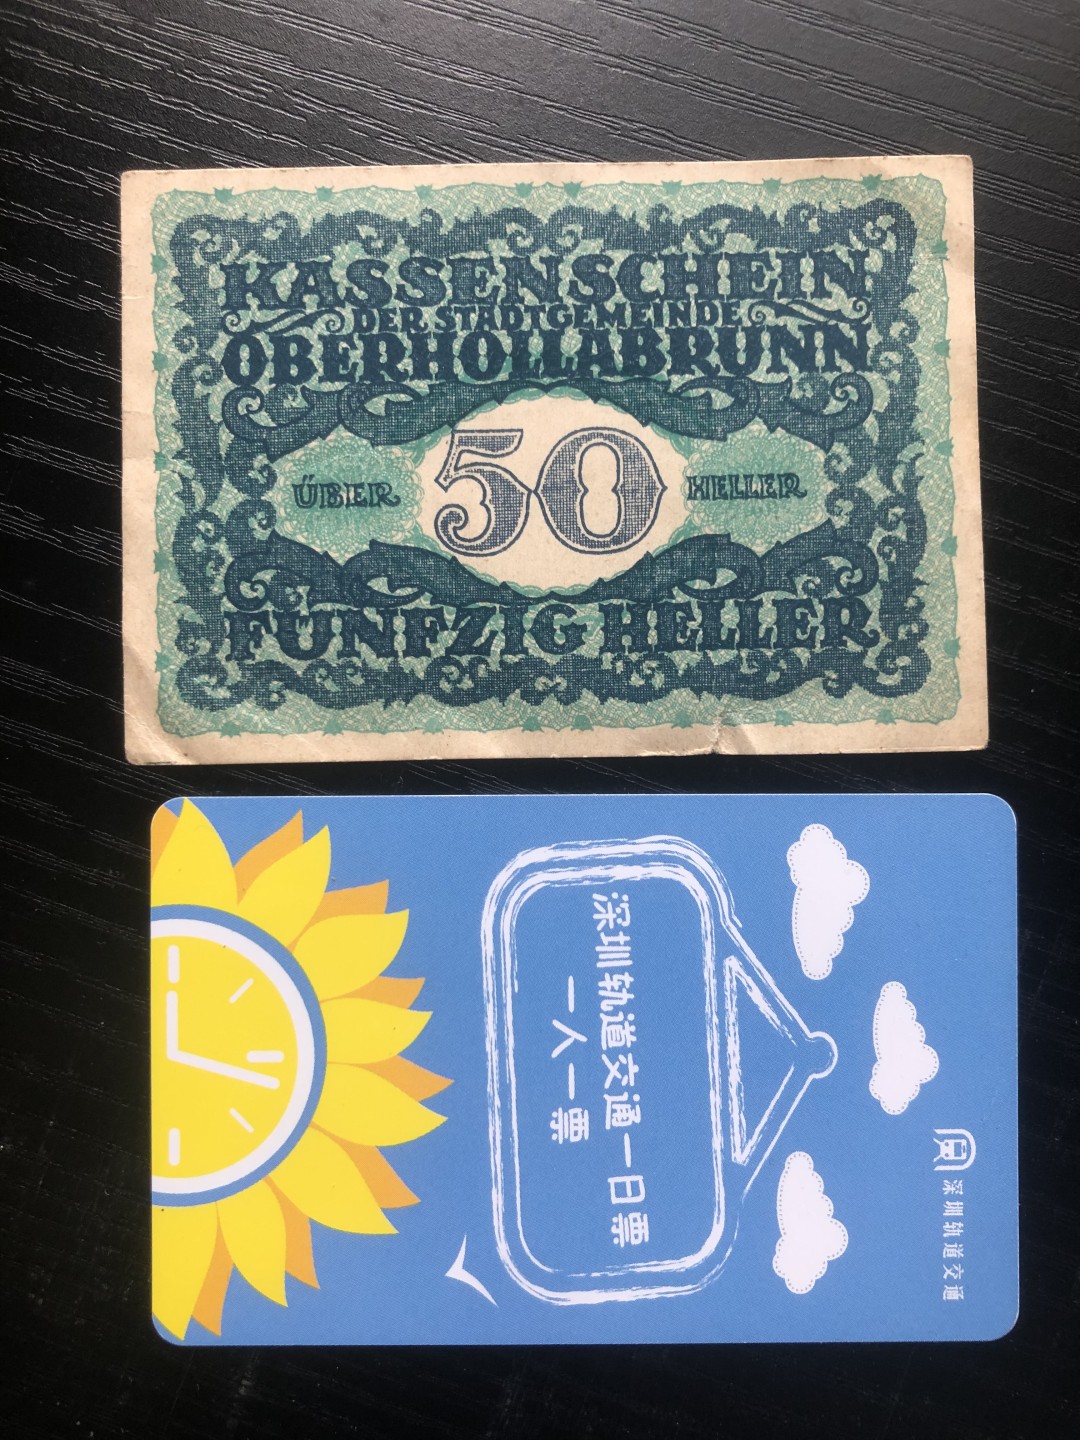 KASSENSCHEIN
DER STADTGEMEINDE
OBERHOLLABRUNN
ÜBER 50 HELLER
FÜNFZIG HELLER
深圳轨道交通
深圳轨道交通一日票
一人一票